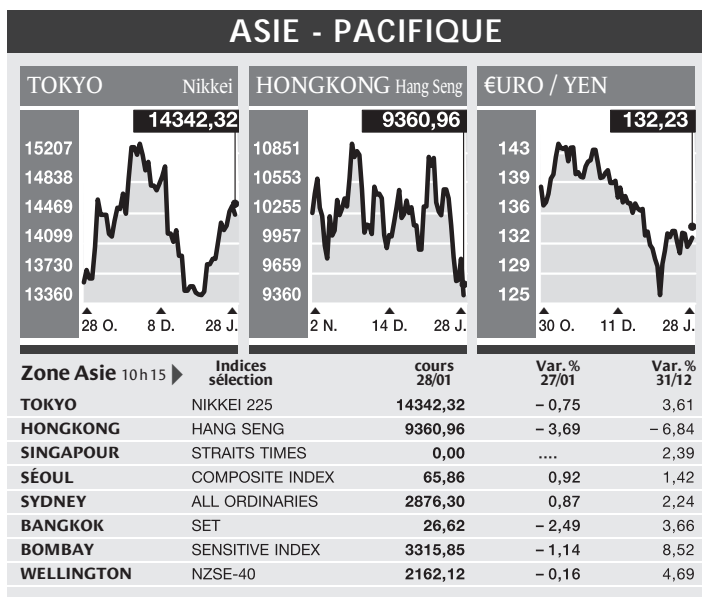 ASIE - PACIFIQUE
TOKYO Nikkei
14342,32
15207
14838
14469
14099
13730
13360
28 O. 8 D. 28 J.
HONGKONG Hang Seng
9360,96
10851
10553
10255
9957
9659
9360
2 N. 14 D. 28 J.
€URO / YEN
132,23
143
139
136
132
129
125
30 O. 11 D. 28 J.
Zone Asie 10h15 Indices sélection cours 28/01 Var. % 27/01 Var. % 31/12
TOKYO NIKKEI 225 14342,32 – 0,75 3,61
HONGKONG HANG SENG 9360,96 – 3,69 – 6,84
SINGAPOUR STRAITS TIMES 0,00 .... 2,39
SÉOUL COMPOSITE INDEX 65,86 0,92 1,42
SYDNEY ALL ORDINARIES 2876,30 0,87 2,24
BANGKOK SET 26,62 – 2,49 3,66
BOMBAY SENSITIVE INDEX 3315,85 – 1,14 8,52
WELLINGTON NZSE-40 2162,12 – 0,16 4,69